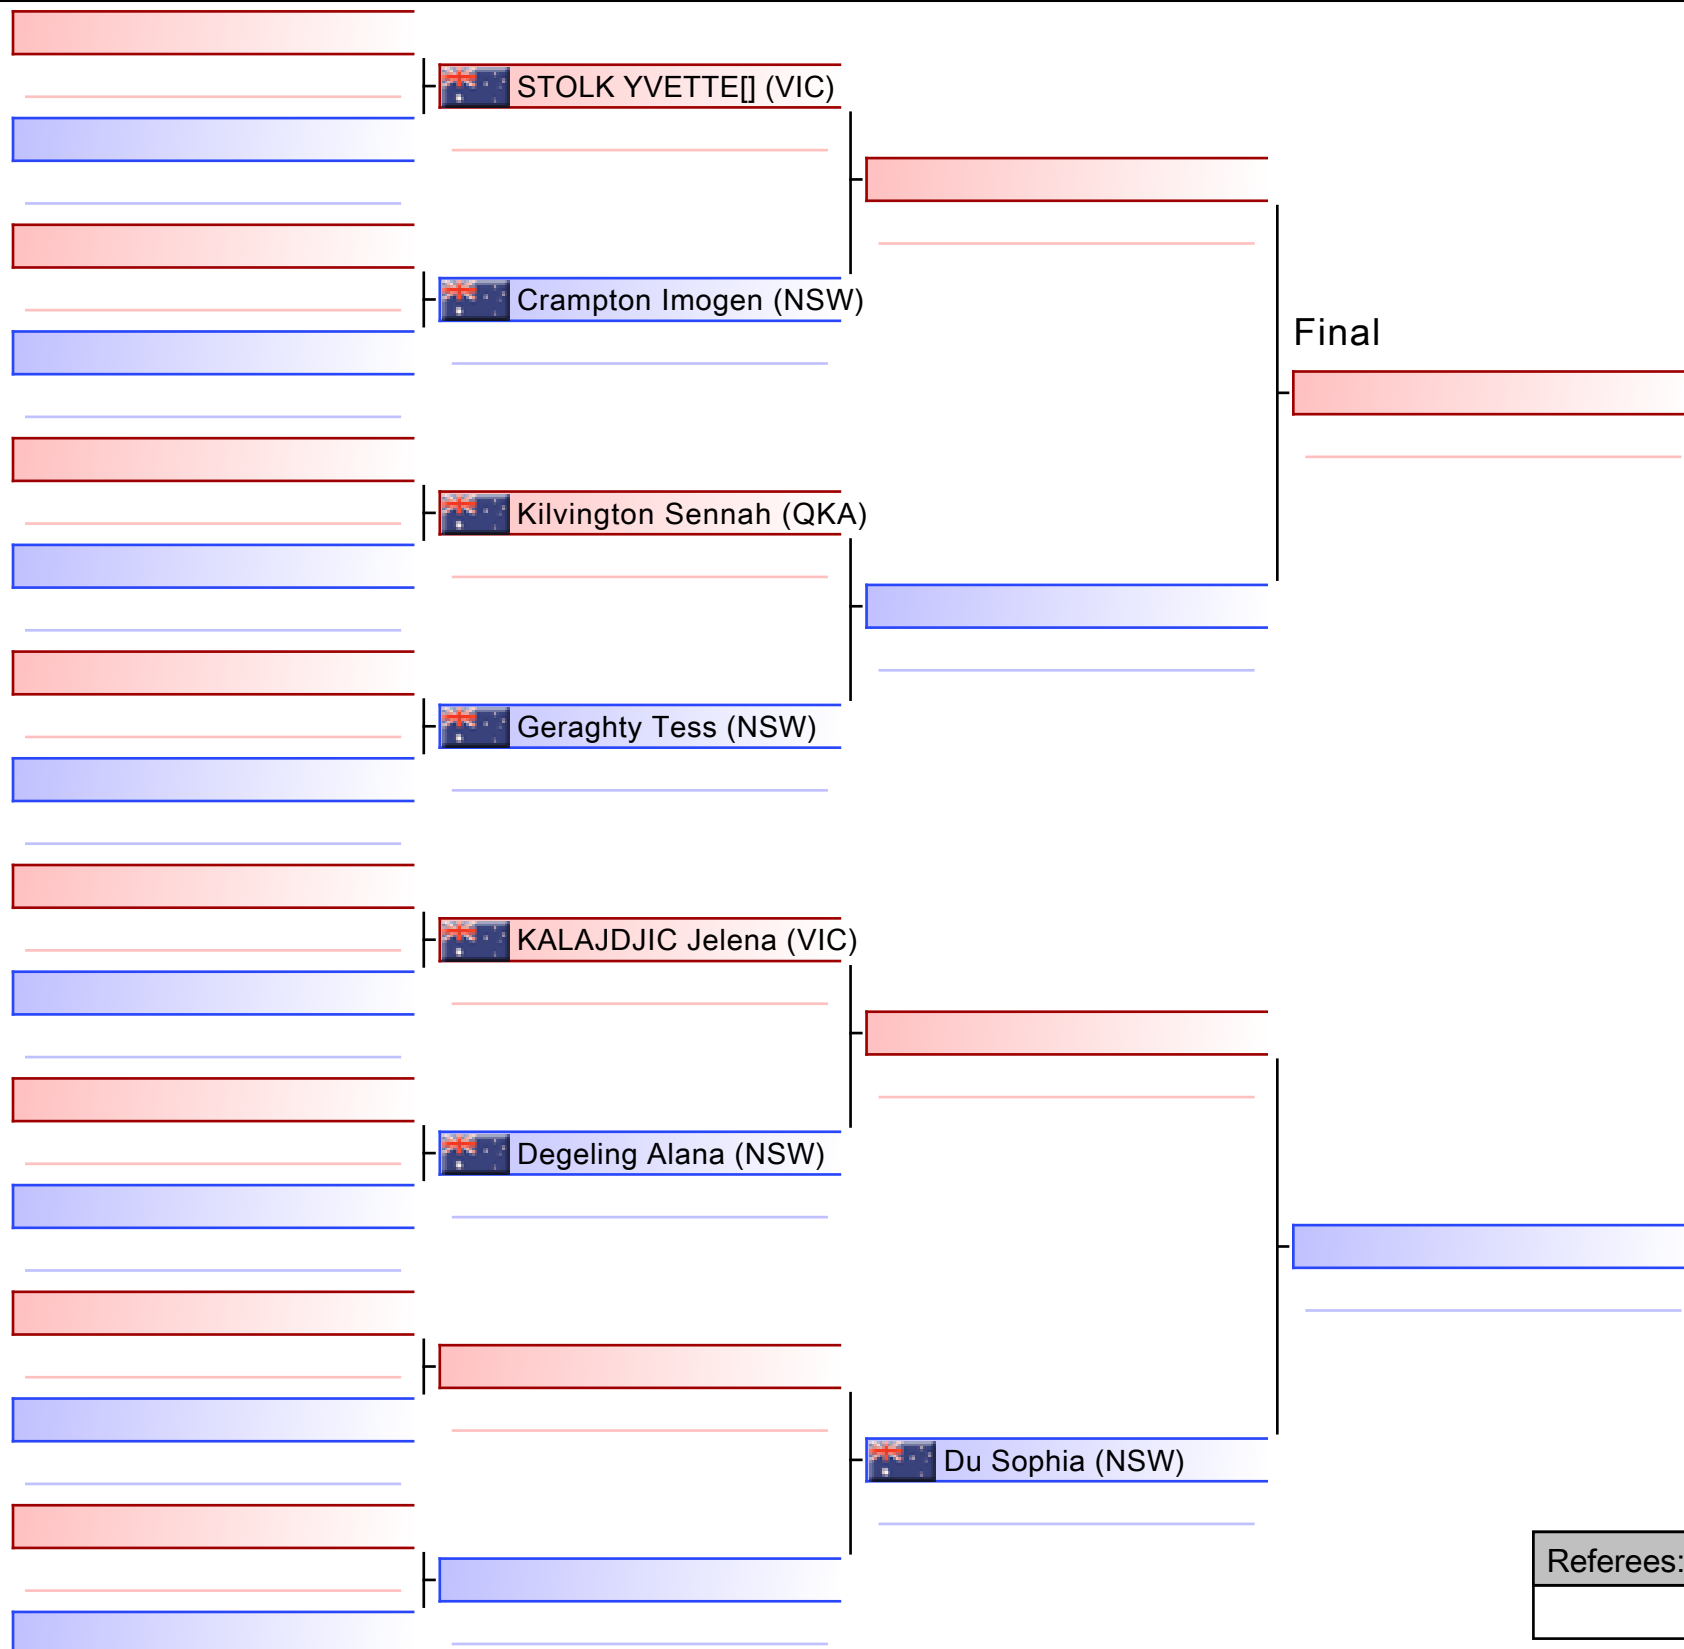 STOLK YVETTE[] (VIC)
Crampton Imogen (NSW)
Final
Kilvington Sennah (QKA)
Geraghty Tess (NSW)
KALAJDJIC Jelena (VIC)
Degeling Alana (NSW)
Du Sophia (NSW)
Referees: